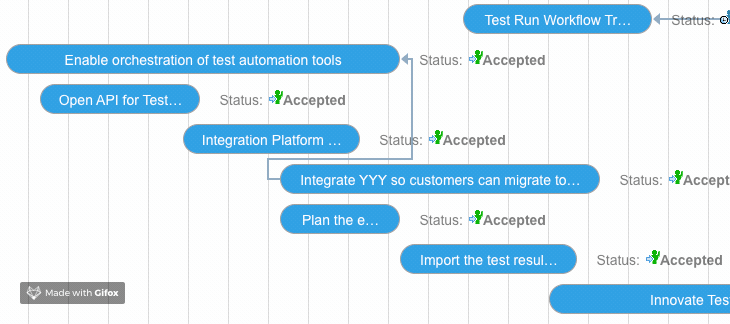 Test Run Workflow Tr… Status:
Enable orchestration of test automation tools Status: Accepted
Open API for Test… Status: Accepted
Integration Platform … Status: Accepted
Integrate YYY so customers can migrate to… Status: Accept
Plan the e… Status: Accepted
Import the test resul… Status: Accepted
Innovate Tes
Made with Gifox